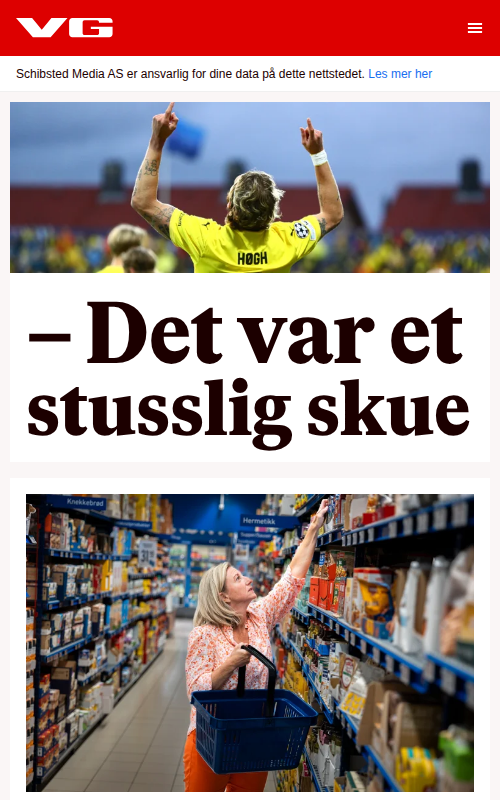 VG
Schibsted Media AS er ansvarlig for dine data på dette nettstedet. Les mer her
HØGH
– Det var et
stusslig skue
Knekkebrød
Hermetikk